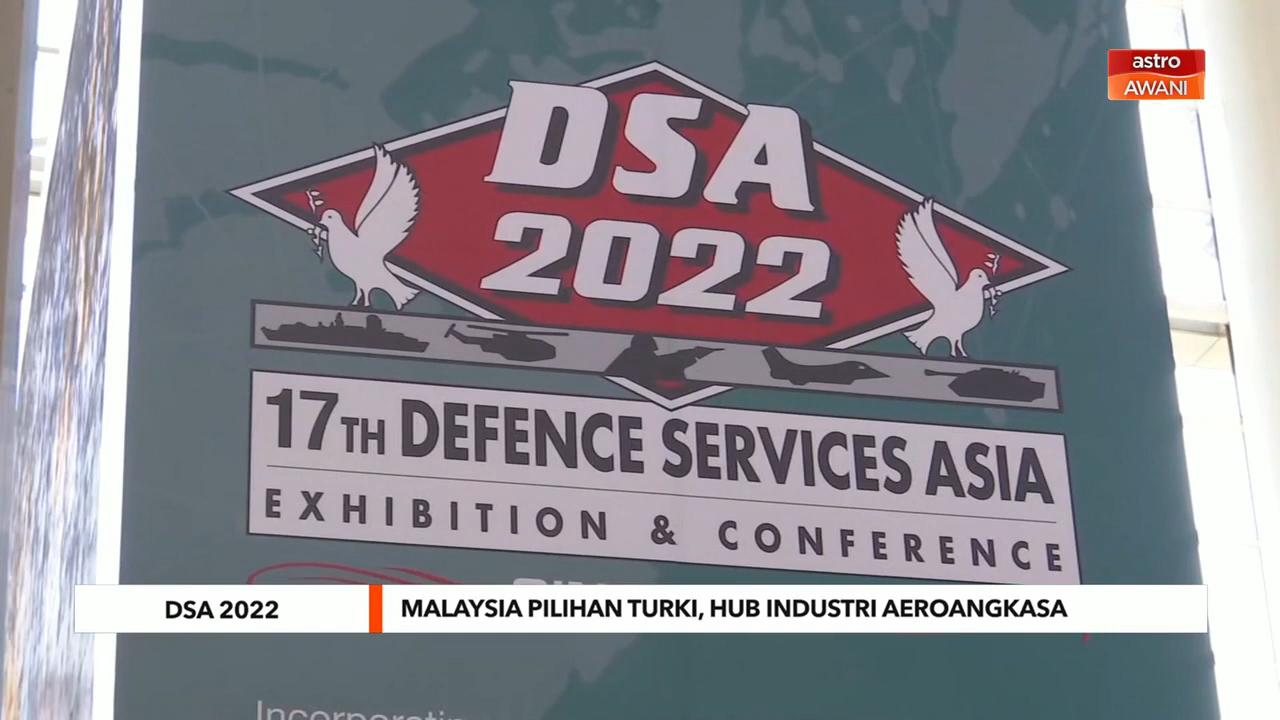 astro
AWANI
DSA
2022
17TH DEFENCE SERVICES ASIA
EXHIBITION & CONFERENCE
DSA 2022
MALAYSIA PILIHAN TURKI, HUB INDUSTRI AEROANGKASA